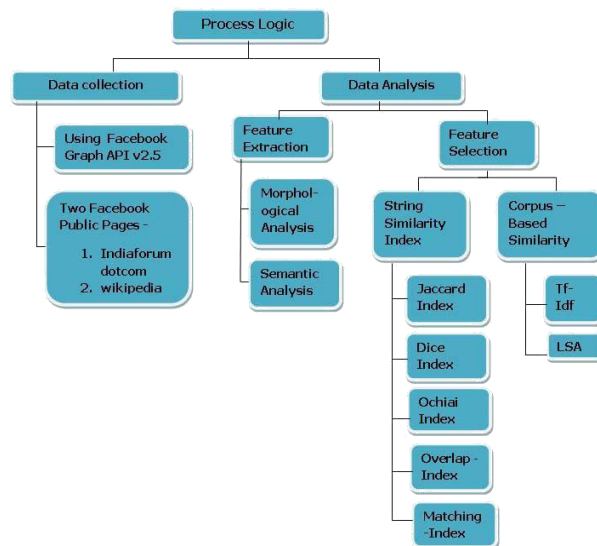 Process Logic
Data collection
Data Analysis
Using Facebook
Graph API v2.5
Two Facebook
Public Pages -
1. Indiaforum
dotcom
2. wikipedia
Feature
Extraction
Morphol-
ogical
Analysis
Semantic
Analysis
Feature
Selection
String
Similarity
Index
Jaccard
Index
Dice
Index
Ochiai
Index
Overlap -
Index
Matching
-Index
Corpus –
Based
Similarity
Tf-
Idf
LSA